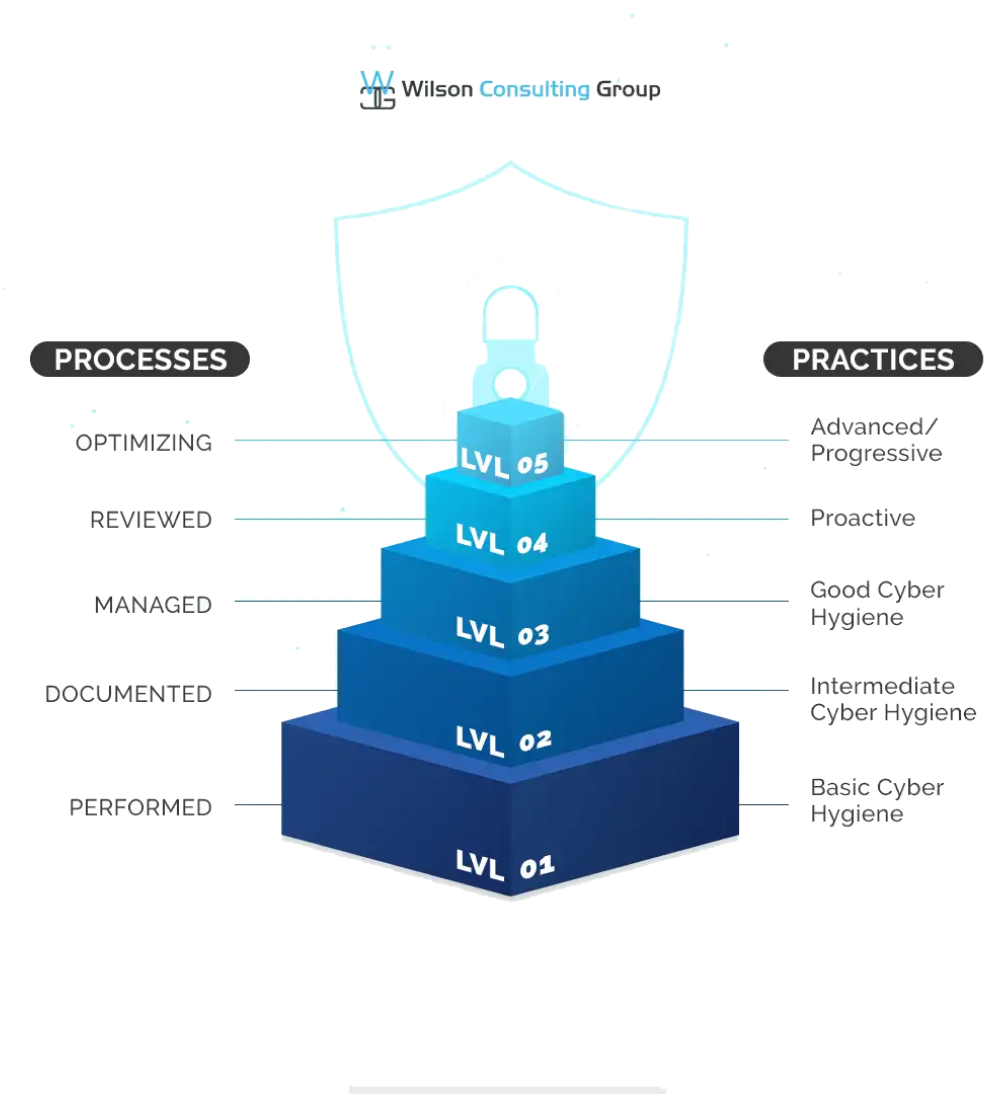 Wilson Consulting Group
PROCESSES
PRACTICES
OPTIMIZING
LVL 05
Advanced/
Progressive
REVIEWED
LVL 04
Proactive
MANAGED
LVL 03
Good Cyber
Hygiene
DOCUMENTED
LVL 02
Intermediate
Cyber Hygiene
PERFORMED
LVL 01
Basic Cyber
Hygiene